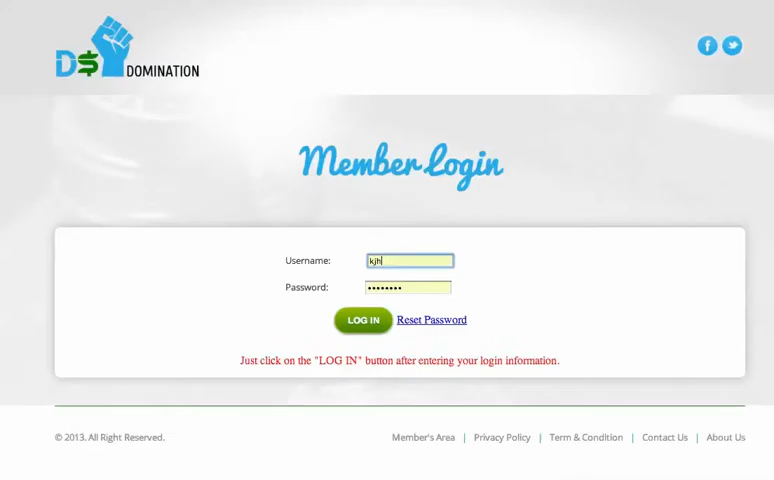 DS DOMINATION
Member Login
Username: kjh
Password: ••••••••
LOG IN Reset Password
Just click on the "LOG IN" button after entering your login information.
© 2013. All Right Reserved. Member's Area | Privacy Policy | Term & Condition | Contact Us | About Us